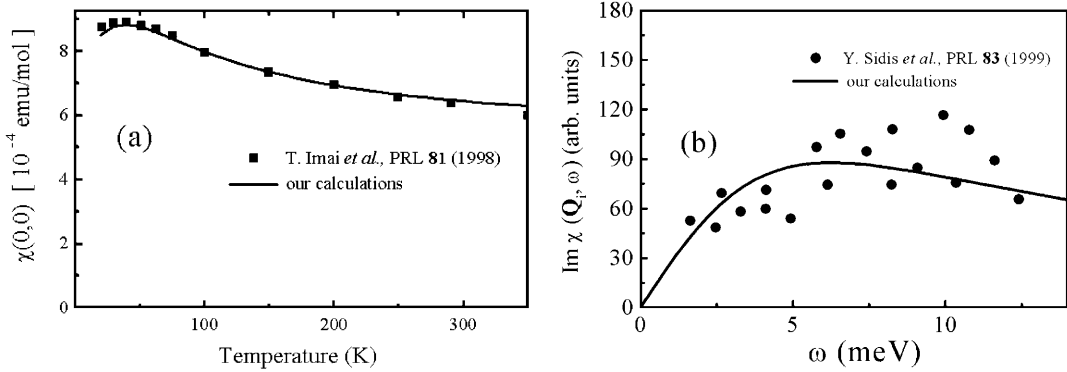 (a)
χ(0,0) [ 10⁻⁴ emu/mol ]
8
6
4
2
0
100
200
300
Temperature (K)
T. Imai et al., PRL 81 (1998)
our calculations
(b)
Im χ (Qᵢ, ω) (arb. units)
180
150
120
90
60
30
0
0
5
10
ω (meV)
Y. Sidis et al., PRL 83 (1999)
our calculations